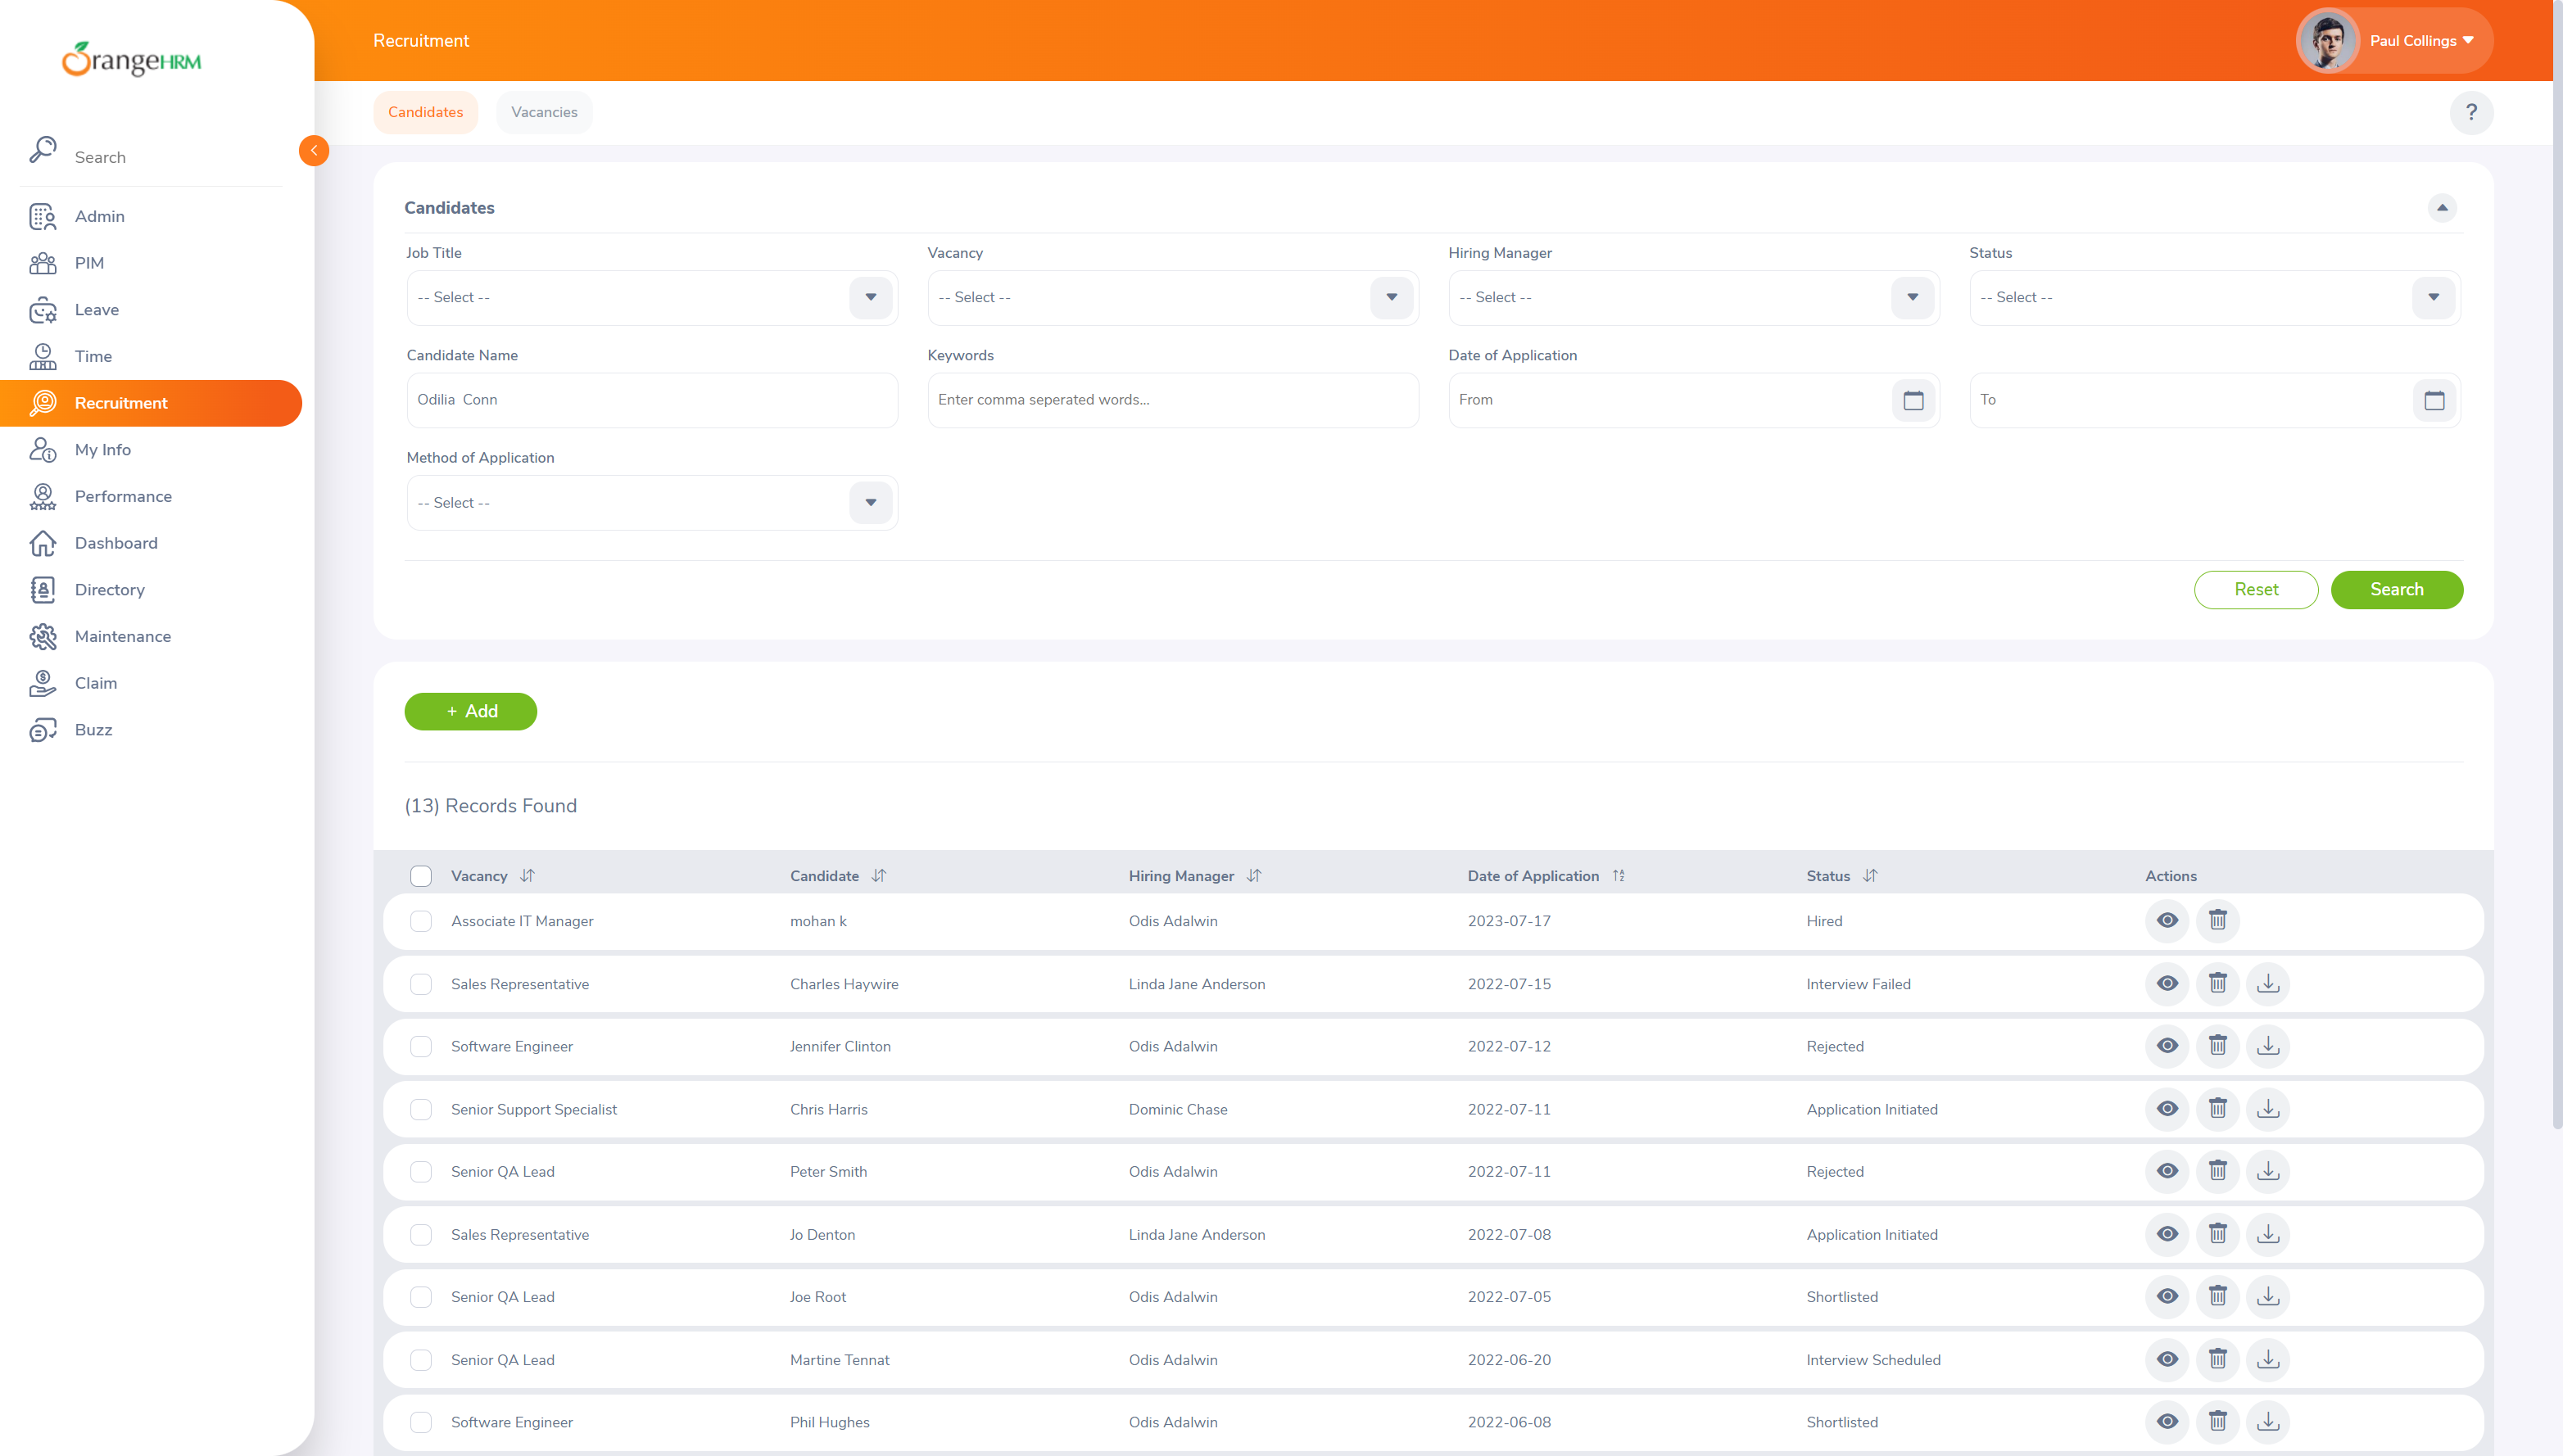 OrangeHRM
Recruitment
Paul Collings
Candidates
Vacancies
?
Search
Admin
PIM
Leave
Time
Recruitment
My Info
Performance
Dashboard
Directory
Maintenance
Claim
Buzz
Candidates
Job Title
Vacancy
Hiring Manager
Status
-- Select --
-- Select --
-- Select --
-- Select --
Candidate Name
Keywords
Date of Application
Odilia  Conn
Enter comma seperated words...
From
To
Method of Application
-- Select --
Reset
Search
+ Add
(13) Records Found
Vacancy Candidate Hiring Manager Date of Application Status Actions
Associate IT Manager mohan k Odis Adalwin 2023-07-17 Hired
Sales Representative Charles Haywire Linda Jane Anderson 2022-07-15 Interview Failed
Software Engineer Jennifer Clinton Odis Adalwin 2022-07-12 Rejected
Senior Support Specialist Chris Harris Dominic Chase 2022-07-11 Application Initiated
Senior QA Lead Peter Smith Odis Adalwin 2022-07-11 Rejected
Sales Representative Jo Denton Linda Jane Anderson 2022-07-08 Application Initiated
Senior QA Lead Joe Root Odis Adalwin 2022-07-05 Shortlisted
Senior QA Lead Martine Tennat Odis Adalwin 2022-06-20 Interview Scheduled
Software Engineer Phil Hughes Odis Adalwin 2022-06-08 Shortlisted